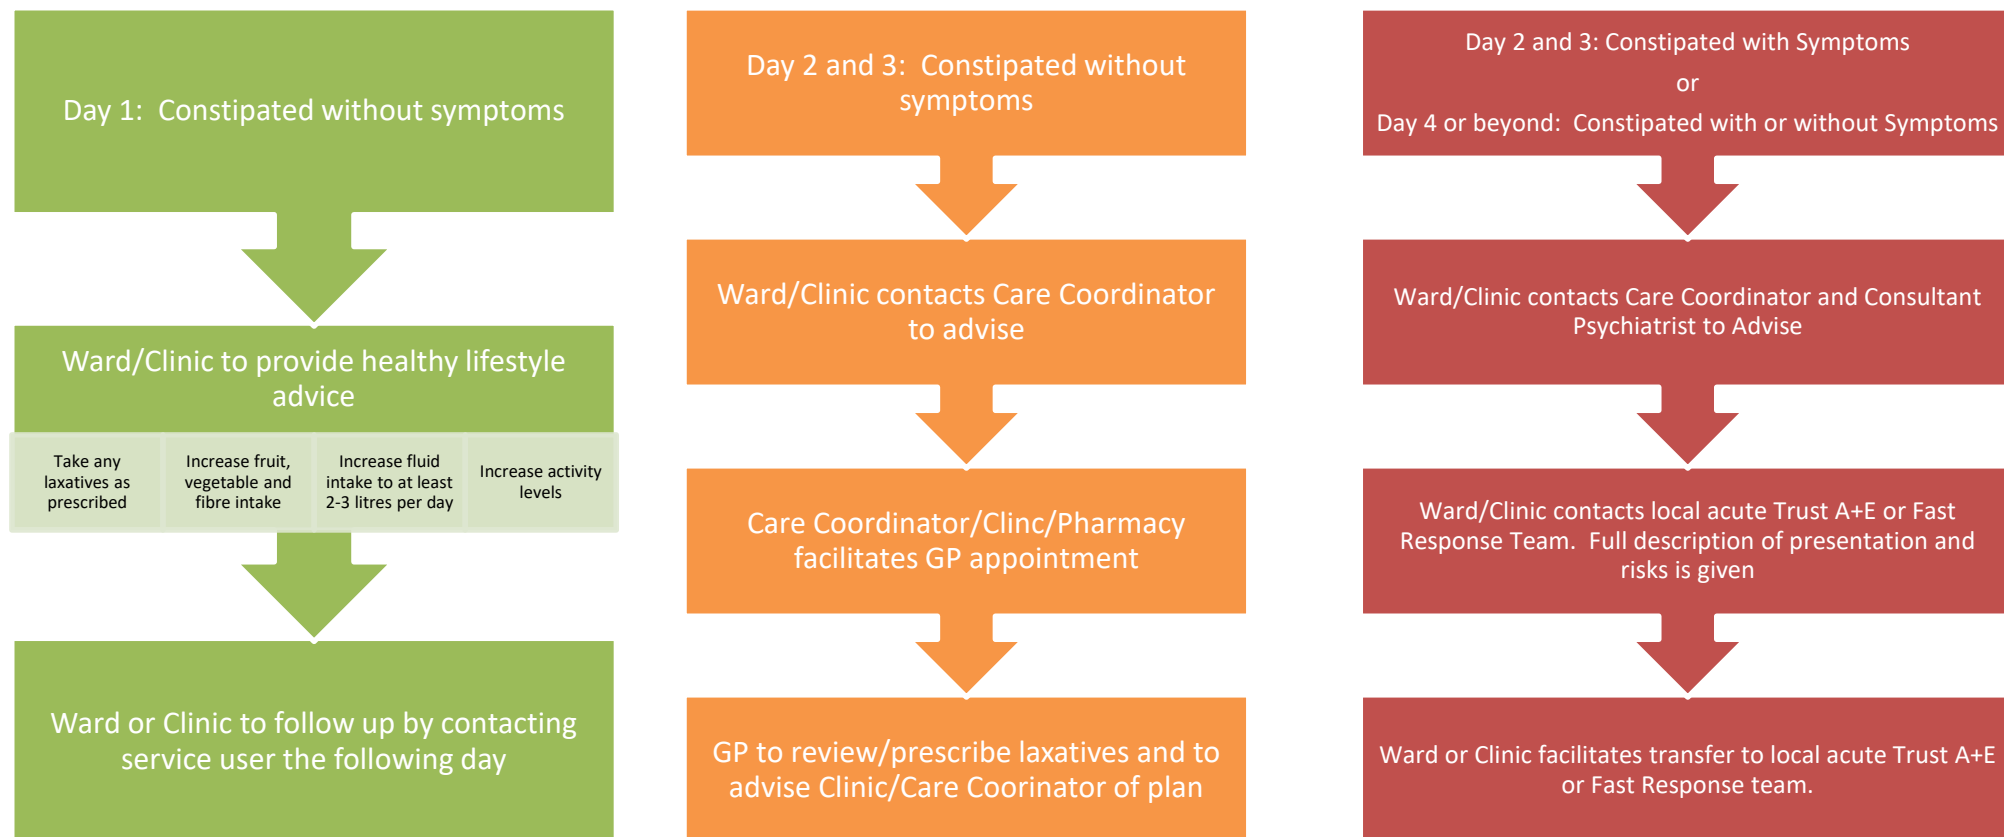 Day 1:  Constipated without symptoms
Ward/Clinic to provide healthy lifestyle
advice
Take any
laxatives as
prescribed
Increase fruit,
vegetable and
fibre intake
Increase fluid
intake to at least
2-3 litres per day
Increase activity
levels
Ward or Clinic to follow up by contacting
service user the following day
Day 2 and 3:  Constipated without
symptoms
Ward/Clinic contacts Care Coordinator
to advise
Care Coordinator/Clinc/Pharmacy
facilitates GP appointment
GP to review/prescribe laxatives and to
advise Clinic/Care Coorinator of plan
Day 2 and 3: Constipated with Symptoms
or
Day 4 or beyond:  Constipated with or without Symptoms
Ward/Clinic contacts Care Coordinator and Consultant
Psychiatrist to Advise
Ward/Clinic contacts local acute Trust A+E or Fast
Response Team.  Full description of presentation and
risks is given
Ward or Clinic facilitates transfer to local acute Trust A+E
or Fast Response team.